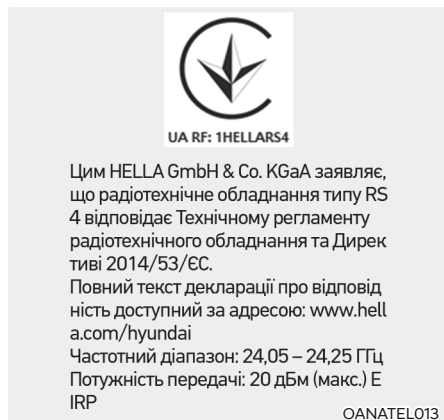 UA RF: 1HELLARS4
Цим HELLA GmbH & Co. KGaA заявляє,
що радіотехнічне обладнання типу RS
4 відповідає Технічному регламенту
радіотехнічного обладнання та Дирек
тиві 2014/53/ЄС.
Повний текст декларації про відповід
ність доступний за адресою: www.hell
a.com/hyundai
Частотний діапазон: 24,05 – 24,25 ГГц
Потужність передачі: 20 дБм (макс.) E
IRP
OANATEL013